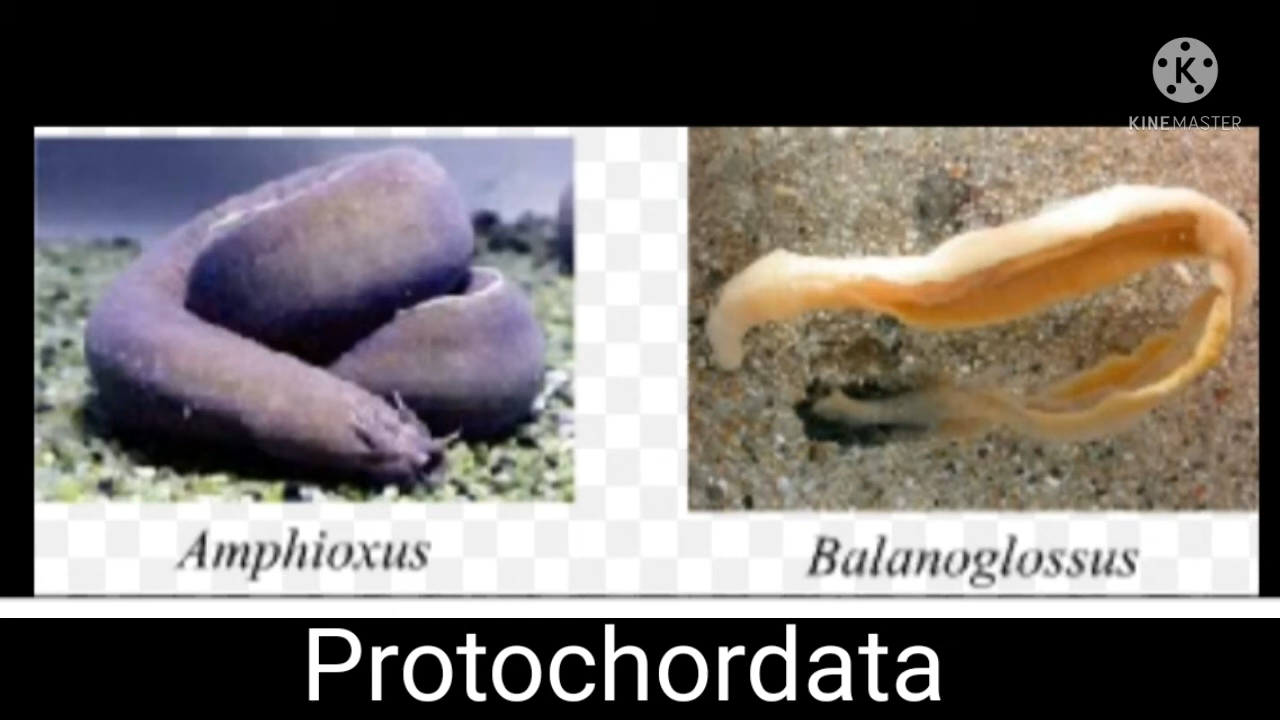 K
KINEMASTER
Amphioxus
Balanoglossus
Protochordata